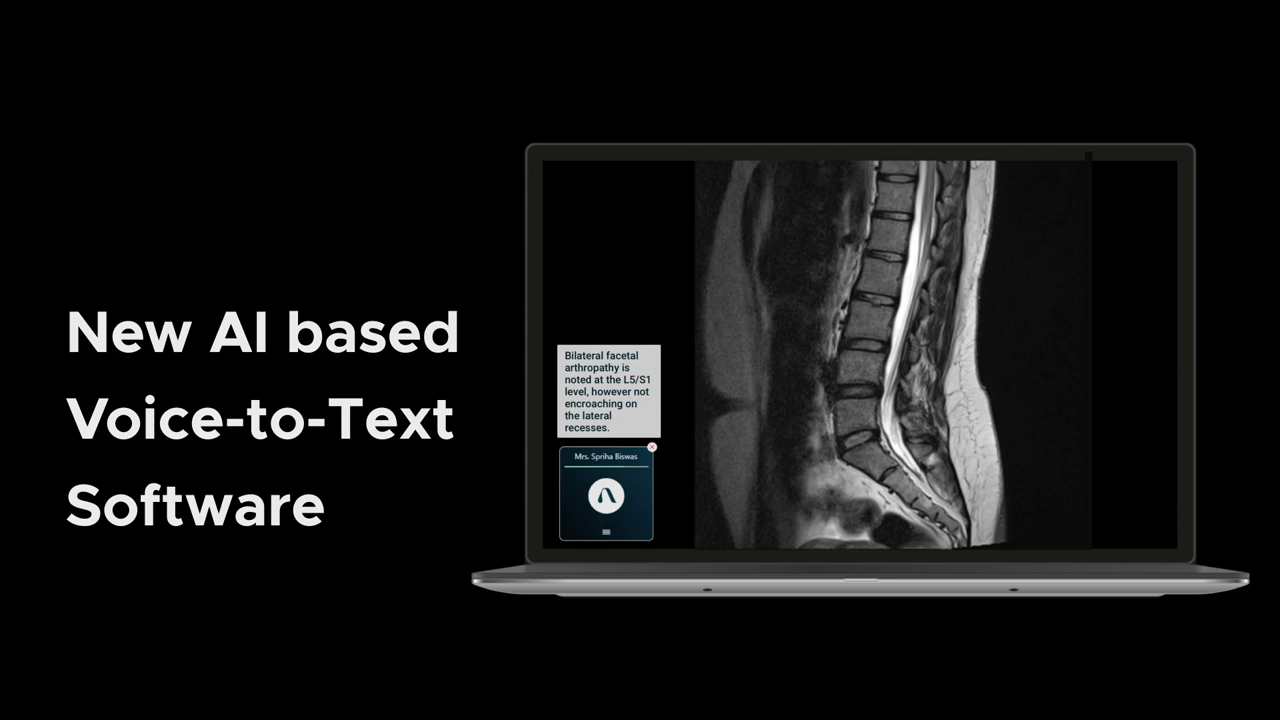 New AI based
Voice-to-Text
Software
Bilateral facetal
arthropathy is
noted at the L5/S1
level, however not
encroaching on
the lateral
recesses.
Mrs. Spriha Biswas